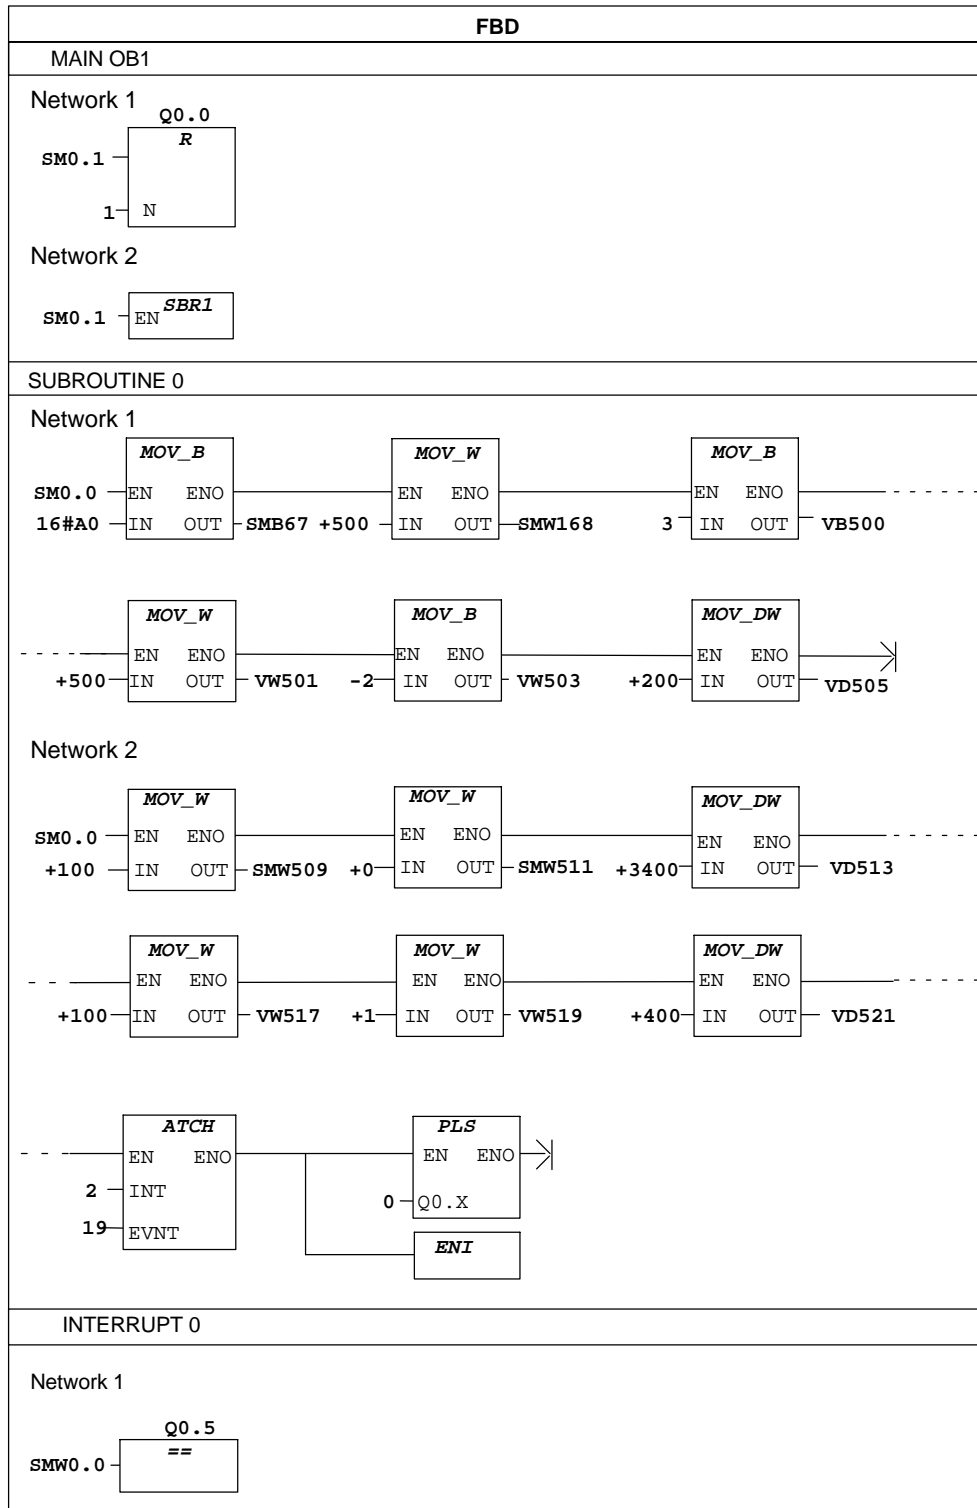 FBD
MAIN OB1
Network 1
Q0.0
R
SM0.1
1 N
Network 2
SBR1
SM0.1 EN
SUBROUTINE 0
Network 1
MOV_B MOV_W MOV_B
SM0.0 EN ENO EN ENO EN ENO
16#A0 IN OUT SMB67 +500 IN OUT SMW168 3 IN OUT VB500
MOV_W MOV_B MOV_DW
EN ENO EN ENO EN ENO
+500 IN OUT VW501 -2 IN OUT VW503 +200 IN OUT VD505
Network 2
MOV_W MOV_W MOV_DW
SM0.0 EN ENO EN ENO EN ENO
+100 IN OUT SMW509 +0 IN OUT SMW511 +3400 IN OUT VD513
MOV_W MOV_W MOV_DW
EN ENO EN ENO EN ENO
+100 IN OUT VW517 +1 IN OUT VW519 +400 IN OUT VD521
ATCH PLS
EN ENO EN ENO
2 INT
0 Q0.X
19 EVNT
ENI
INTERRUPT 0
Network 1
Q0.5
==
SMW0.0